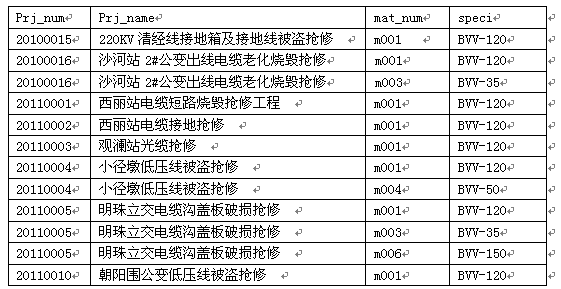 Prj_num Prj_name mat_num speci
20100015 220KV清经线接地箱及接地线被盗抢修 m001 BVV-120
20100016 沙河站 2#公变出线电缆老化烧毁抢修 m001 BVV-120
20100016 沙河站 2#公变出线电缆老化烧毁抢修 m003 BVV-35
20110001 西丽站电缆短路烧毁抢修工程 m001 BVV-120
20110002 西丽站电缆接地抢修 m001 BVV-120
20110003 观澜站光缆抢修 m001 BVV-120
20110004 小径墩低压线被盗抢修 m001 BVV-120
20110004 小径墩低压线被盗抢修 m004 BVV-50
20110005 明珠立交电缆沟盖板破损抢修 m001 BVV-120
20110005 明珠立交电缆沟盖板破损抢修 m003 BVV-35
20110005 明珠立交电缆沟盖板破损抢修 m006 BVV-150
20110010 朝阳围公变低压线被盗抢修 m001 BVV-120